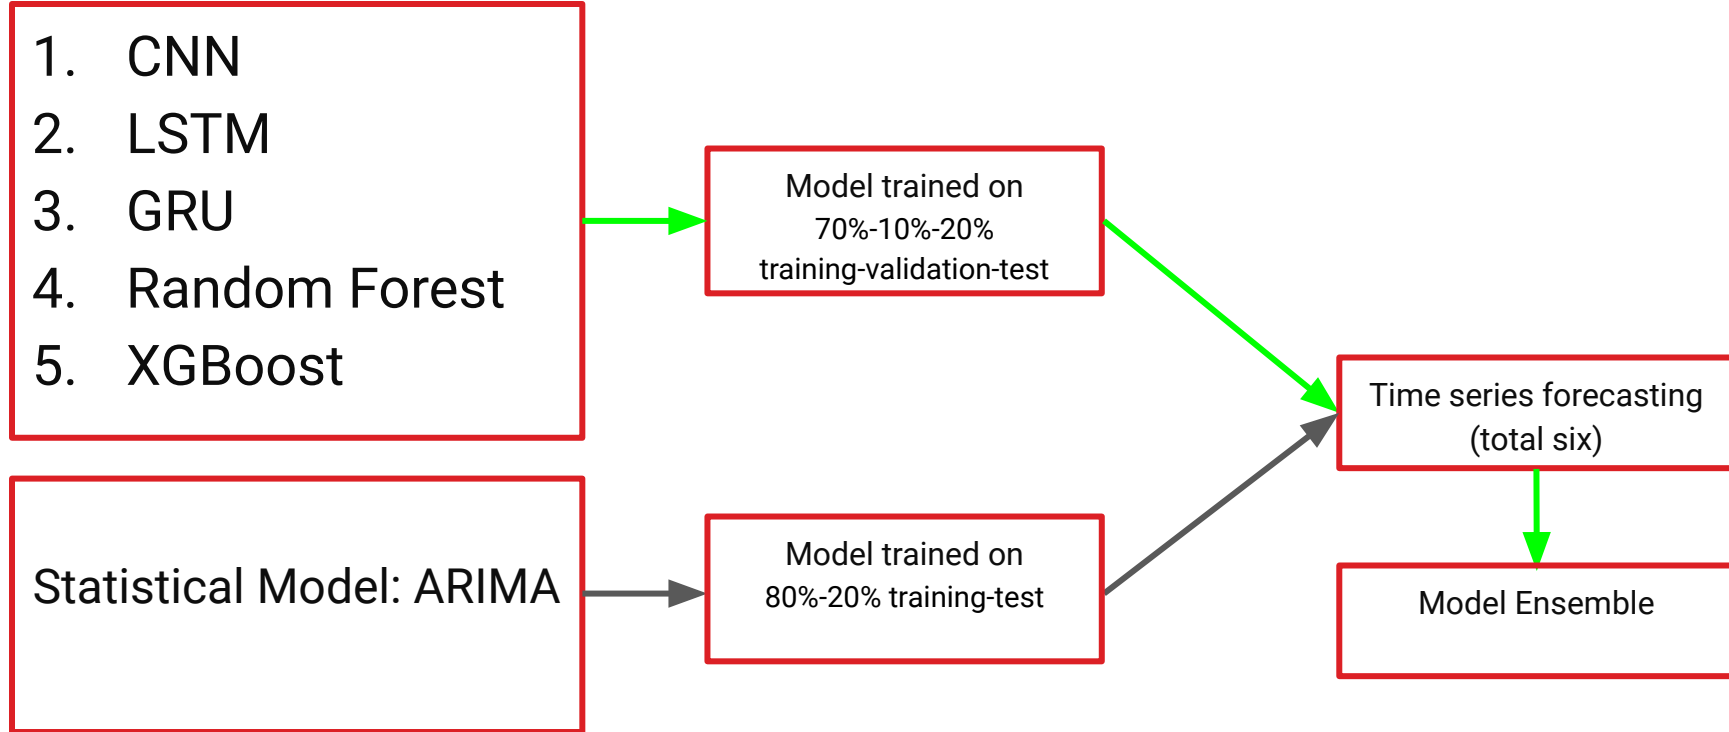 1. CNN
2. LSTM
3. GRU
4. Random Forest
5. XGBoost
Model trained on
70%-10%-20%
training-validation-test
Statistical Model: ARIMA
Model trained on
80%-20% training-test
Time series forecasting
(total six)
Model Ensemble